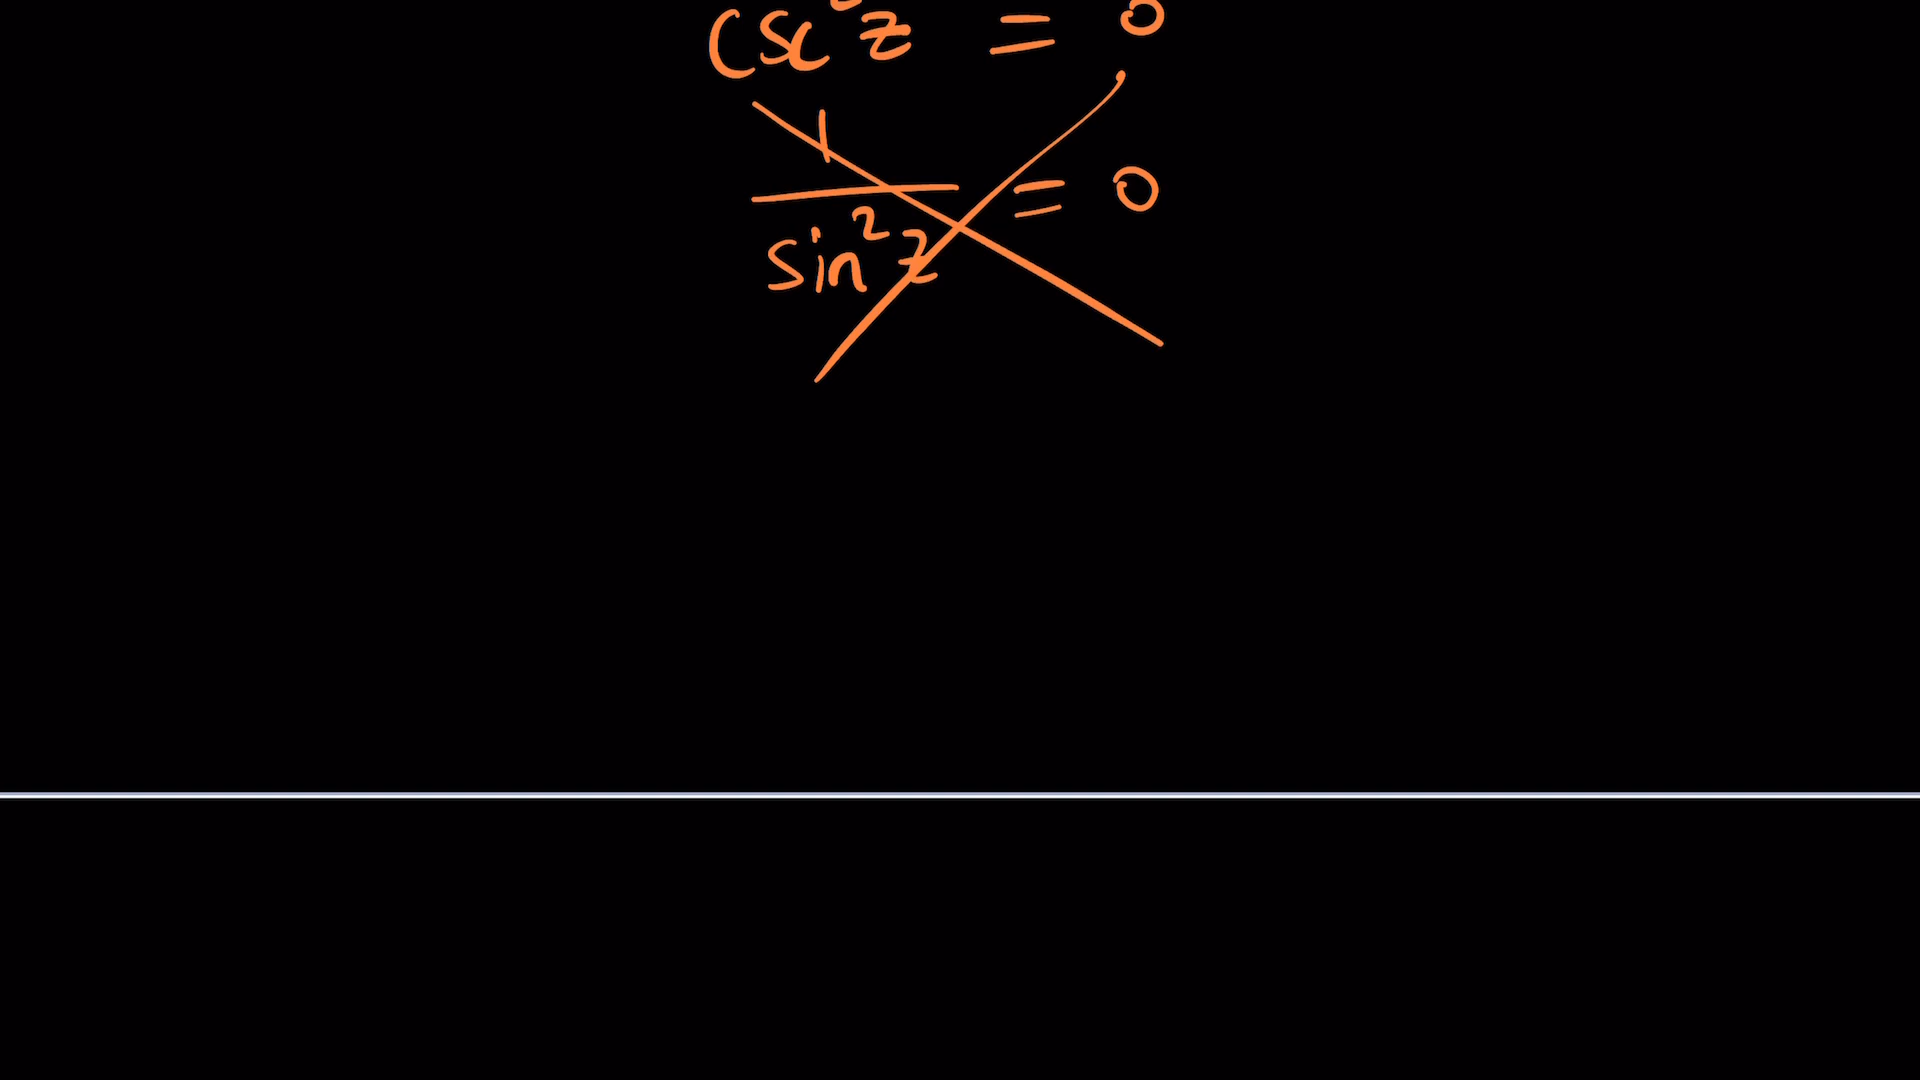 csc²z = 0
1
sin²z = 0